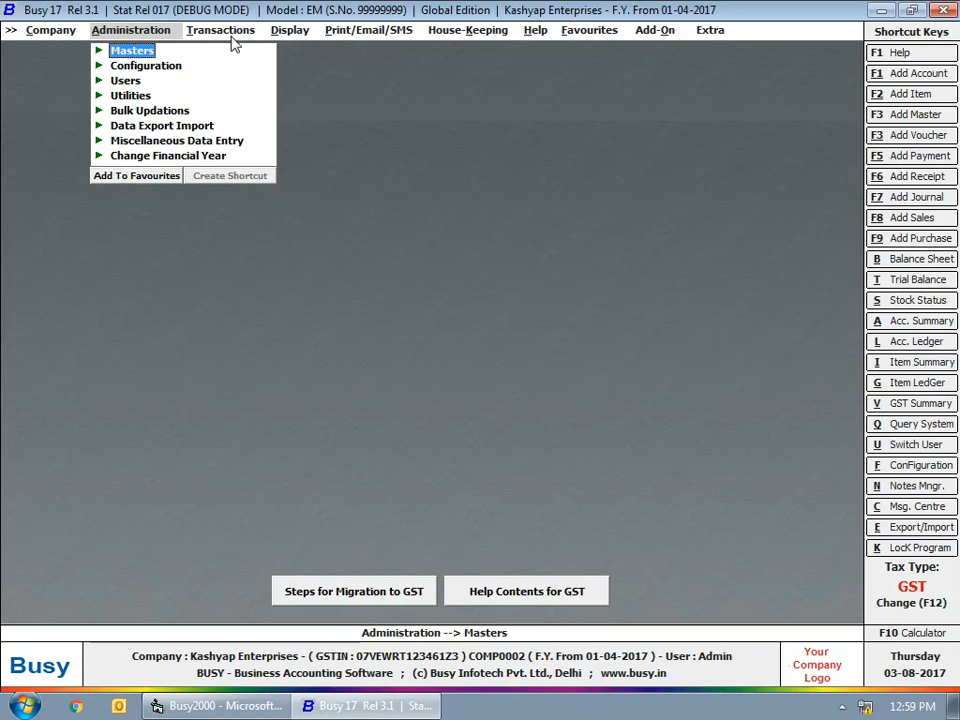 B Busy 17 Rel 3.1 | Stat Rel 017 (DEBUG MODE) | Model : EM (S.No. 99999999) | Global Edition | Kashyap Enterprises - F.Y. From 01-04-2017
>> Company Administration Transactions Display Print/Email/SMS House-Keeping Help Favourites Add-On Extra
Shortcut Keys
Masters
Configuration
Users
Utilities
Bulk Updations
Data Export Import
Miscellaneous Data Entry
Change Financial Year
Add To Favourites Create Shortcut
F1 Help
F1 Add Account
F2 Add Item
F3 Add Master
F3 Add Voucher
F5 Add Payment
F6 Add Receipt
F7 Add Journal
F8 Add Sales
F9 Add Purchase
B Balance Sheet
T Trial Balance
S Stock Status
A Acc. Summary
L Acc. Ledger
I Item Summary
G Item LedGer
V GST Summary
Q Query System
U Switch User
F ConFiguration
N Notes Mngr.
C Msg. Centre
E Export/Import
K LocK Program
Tax Type:
GST
Change (F12)
Steps for Migration to GST Help Contents for GST
Administration --> Masters
F10 Calculator
Busy
Company : Kashyap Enterprises - ( GSTIN : 07VEWRT123461Z3 ) COMP0002 ( F.Y. From 01-04-2017 ) - User : Admin
BUSY - Business Accounting Software ; (c) Busy Infotech Pvt. Ltd., Delhi ; www.busy.in
Your
Company
Logo
Thursday
03-08-2017
Busy2000 - Microsoft...
B Busy 17 Rel 3.1 | Sta...
12:59 PM